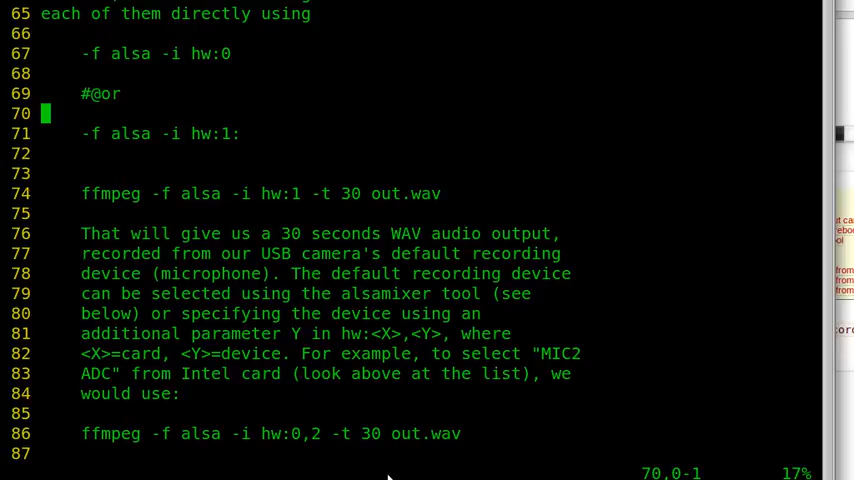 65 each of them directly using
66
67     -f alsa -i hw:0
68
69     #@or
70
71     -f alsa -i hw:1:
72
73
74     ffmpeg -f alsa -i hw:1 -t 30 out.wav
75
76     That will give us a 30 seconds WAV audio output,
77     recorded from our USB camera's default recording
78     device (microphone). The default recording device
79     can be selected using the alsamixer tool (see
80     below) or specifying the device using an
81     additional parameter Y in hw:<X>,<Y>, where
82     <X>=card, <Y>=device. For example, to select "MIC2
83     ADC" from Intel card (look above at the list), we
84     would use:
85
86     ffmpeg -f alsa -i hw:0,2 -t 30 out.wav
87
70,0-1 17%
from
from
from